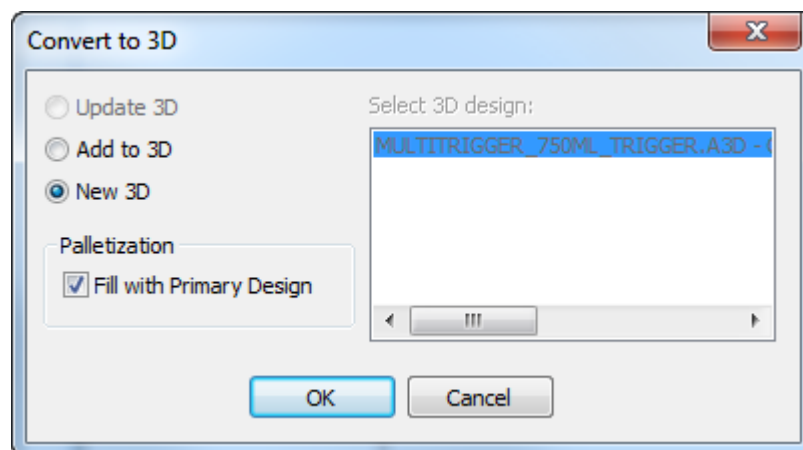 Convert to 3D
Update 3D
Add to 3D
New 3D
Palletization
Fill with Primary Design
Select 3D design:
MULTITRIGGER_750ML_TRIGGER.A3D -
OK
Cancel